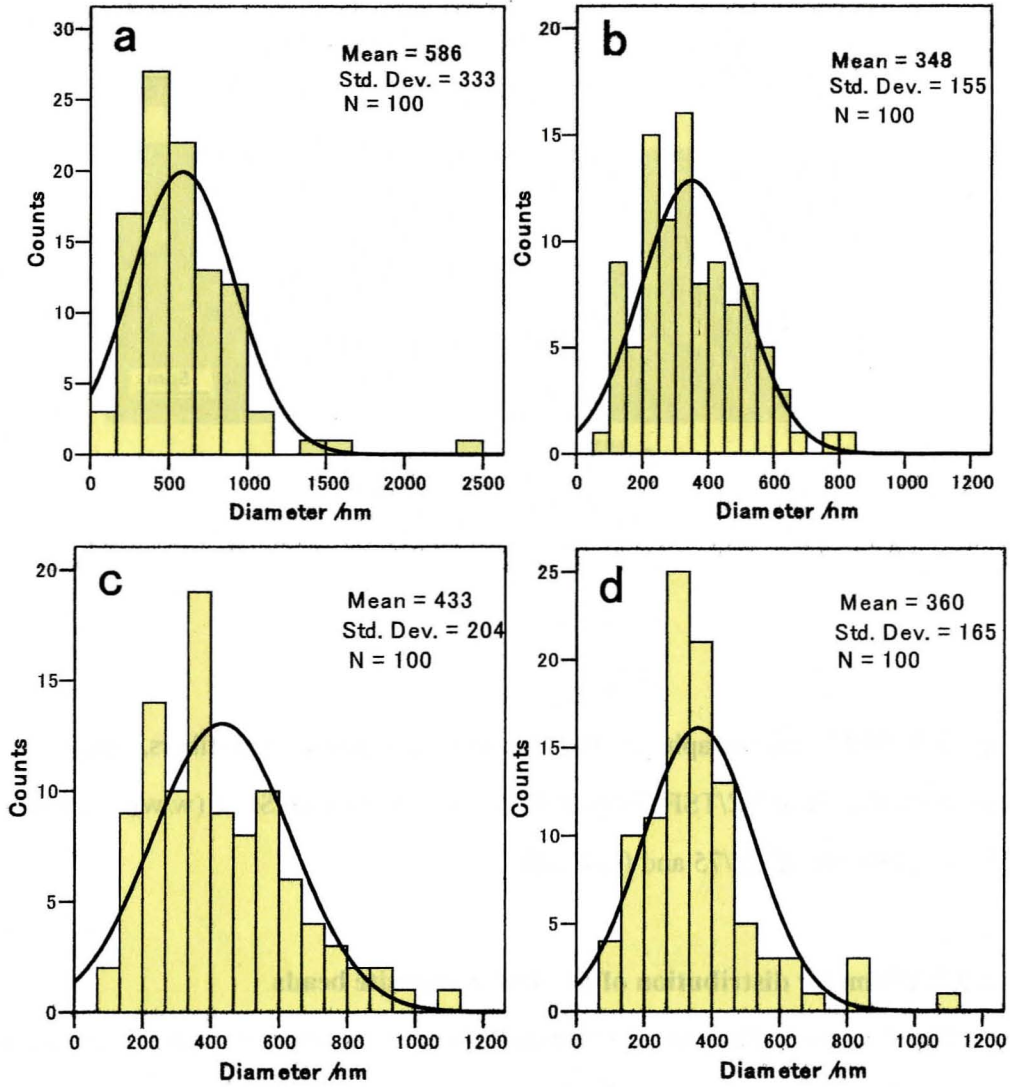 a
Mean = 586
Std. Dev. = 333
N = 100
30
25
20
15
10
5
0
Counts
0 500 1000 1500 2000 2500
Diameter /nm
b
Mean = 348
Std. Dev. = 155
N = 100
20
15
10
5
0
Counts
0 200 400 600 800 1000 1200
Diameter /nm
c
Mean = 433
Std. Dev. = 204
N = 100
20
15
10
5
0
Counts
0 200 400 600 800 1000 1200
Diameter /nm
d
Mean = 360
Std. Dev. = 165
N = 100
25
20
15
10
5
0
Counts
0 200 400 600 800 1000 1200
Diameter /nm